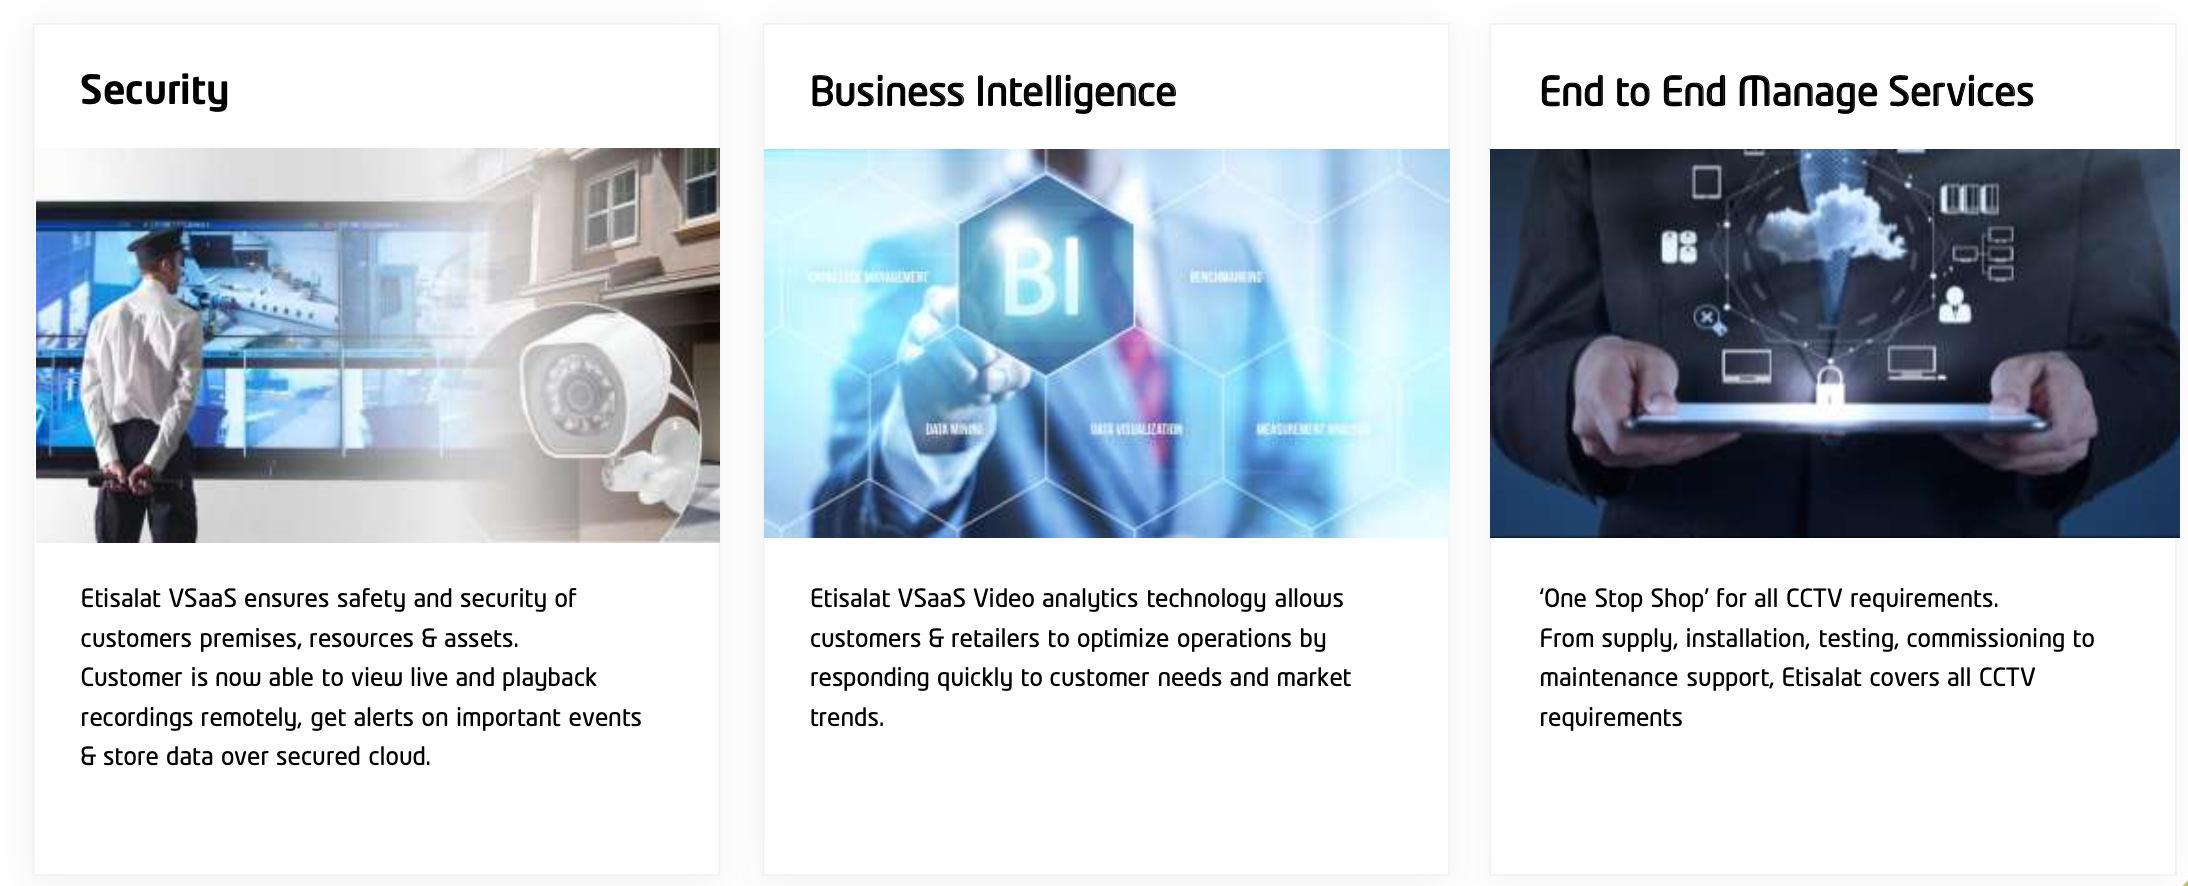 Security
Etisalat VSaaS ensures safety and security of
customers premises, resources & assets.
Customer is now able to view live and playback
recordings remotely, get alerts on important events
& store data over secured cloud.
Business Intelligence
KNOWLEDGE MANAGEMENT
BI
BENCHMARKING
DATA MINING
DATA VISUALIZATION
MEASUREMENT
Etisalat VSaaS Video analytics technology allows
customers & retailers to optimize operations by
responding quickly to customer needs and market
trends.
End to End Manage Services
‘One Stop Shop’ for all CCTV requirements.
From supply, installation, testing, commissioning to
maintenance support, Etisalat covers all CCTV
requirements